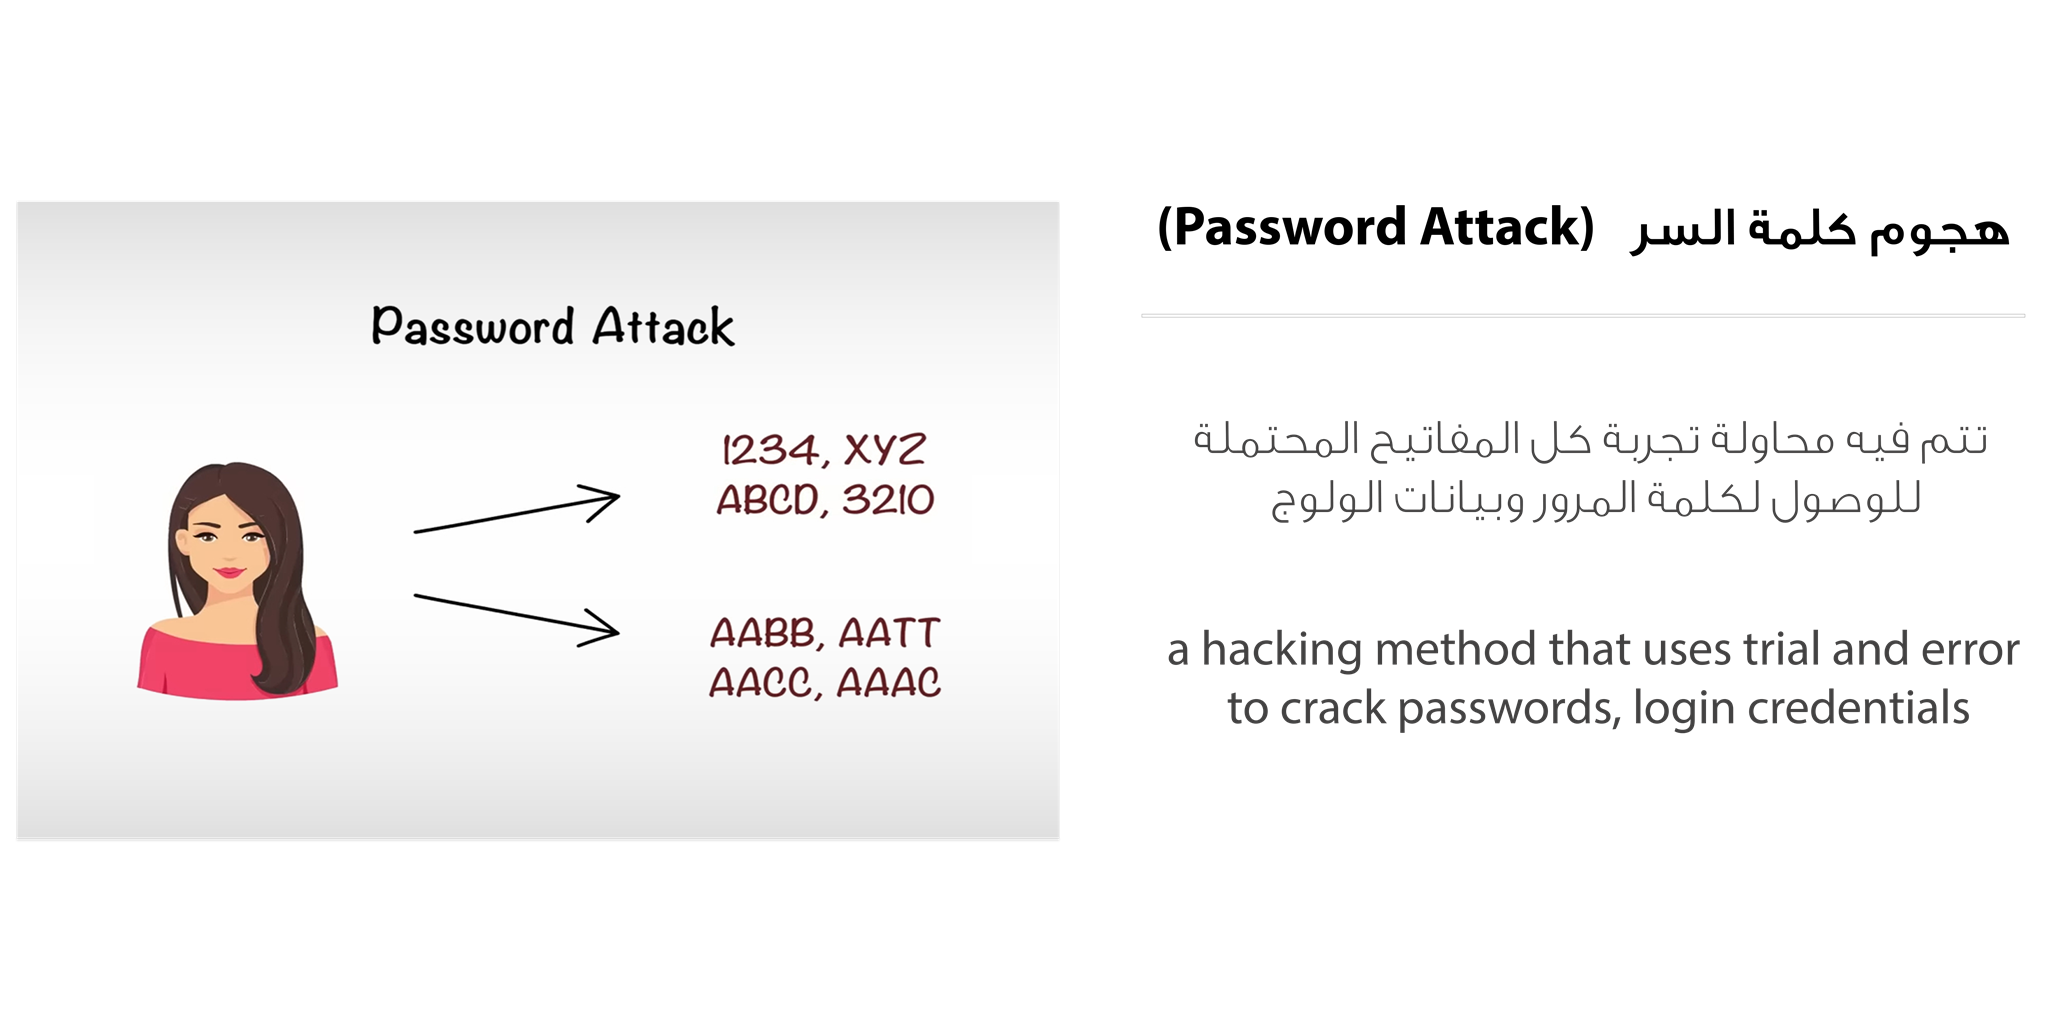 Password Attack
1234, XYZ
ABCD, 3210
AABB, AATT
AACC, AAAC
هجوم كلمة السر (Password Attack)
تتم فيه محاولة تجربة كل المفاتيح المحتملة
للوصول لكلمة المرور وبيانات الولوج
a hacking method that uses trial and error
to crack passwords, login credentials